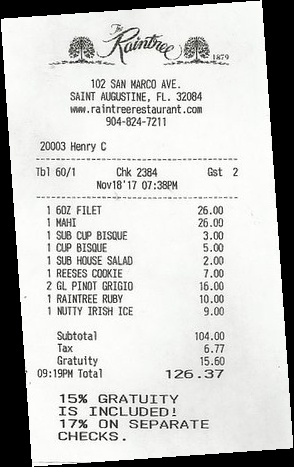 The
Raintree
1879
102 SAN MARCO AVE.
SAINT AUGUSTINE, FL. 32084
www.raintreerestaurant.com
904-824-7211
20003 Henry C
Tbl 60/1 Chk 2384 Gst 2
Nov18'17 07:38PM
1 6OZ FILET 26.00
1 MAHI 26.00
1 SUB CUP BISQUE 3.00
1 CUP BISQUE 5.00
1 SUB HOUSE SALAD 2.00
1 REESES COOKIE 7.00
2 GL PINOT GRIGIO 16.00
1 RAINTREE RUBY 10.00
1 NUTTY IRISH ICE 9.00
Subtotal 104.00
Tax 6.77
Gratuity 15.60
09:19PM Total 126.37
15% GRATUITY
IS INCLUDED!
17% ON SEPARATE
CHECKS.